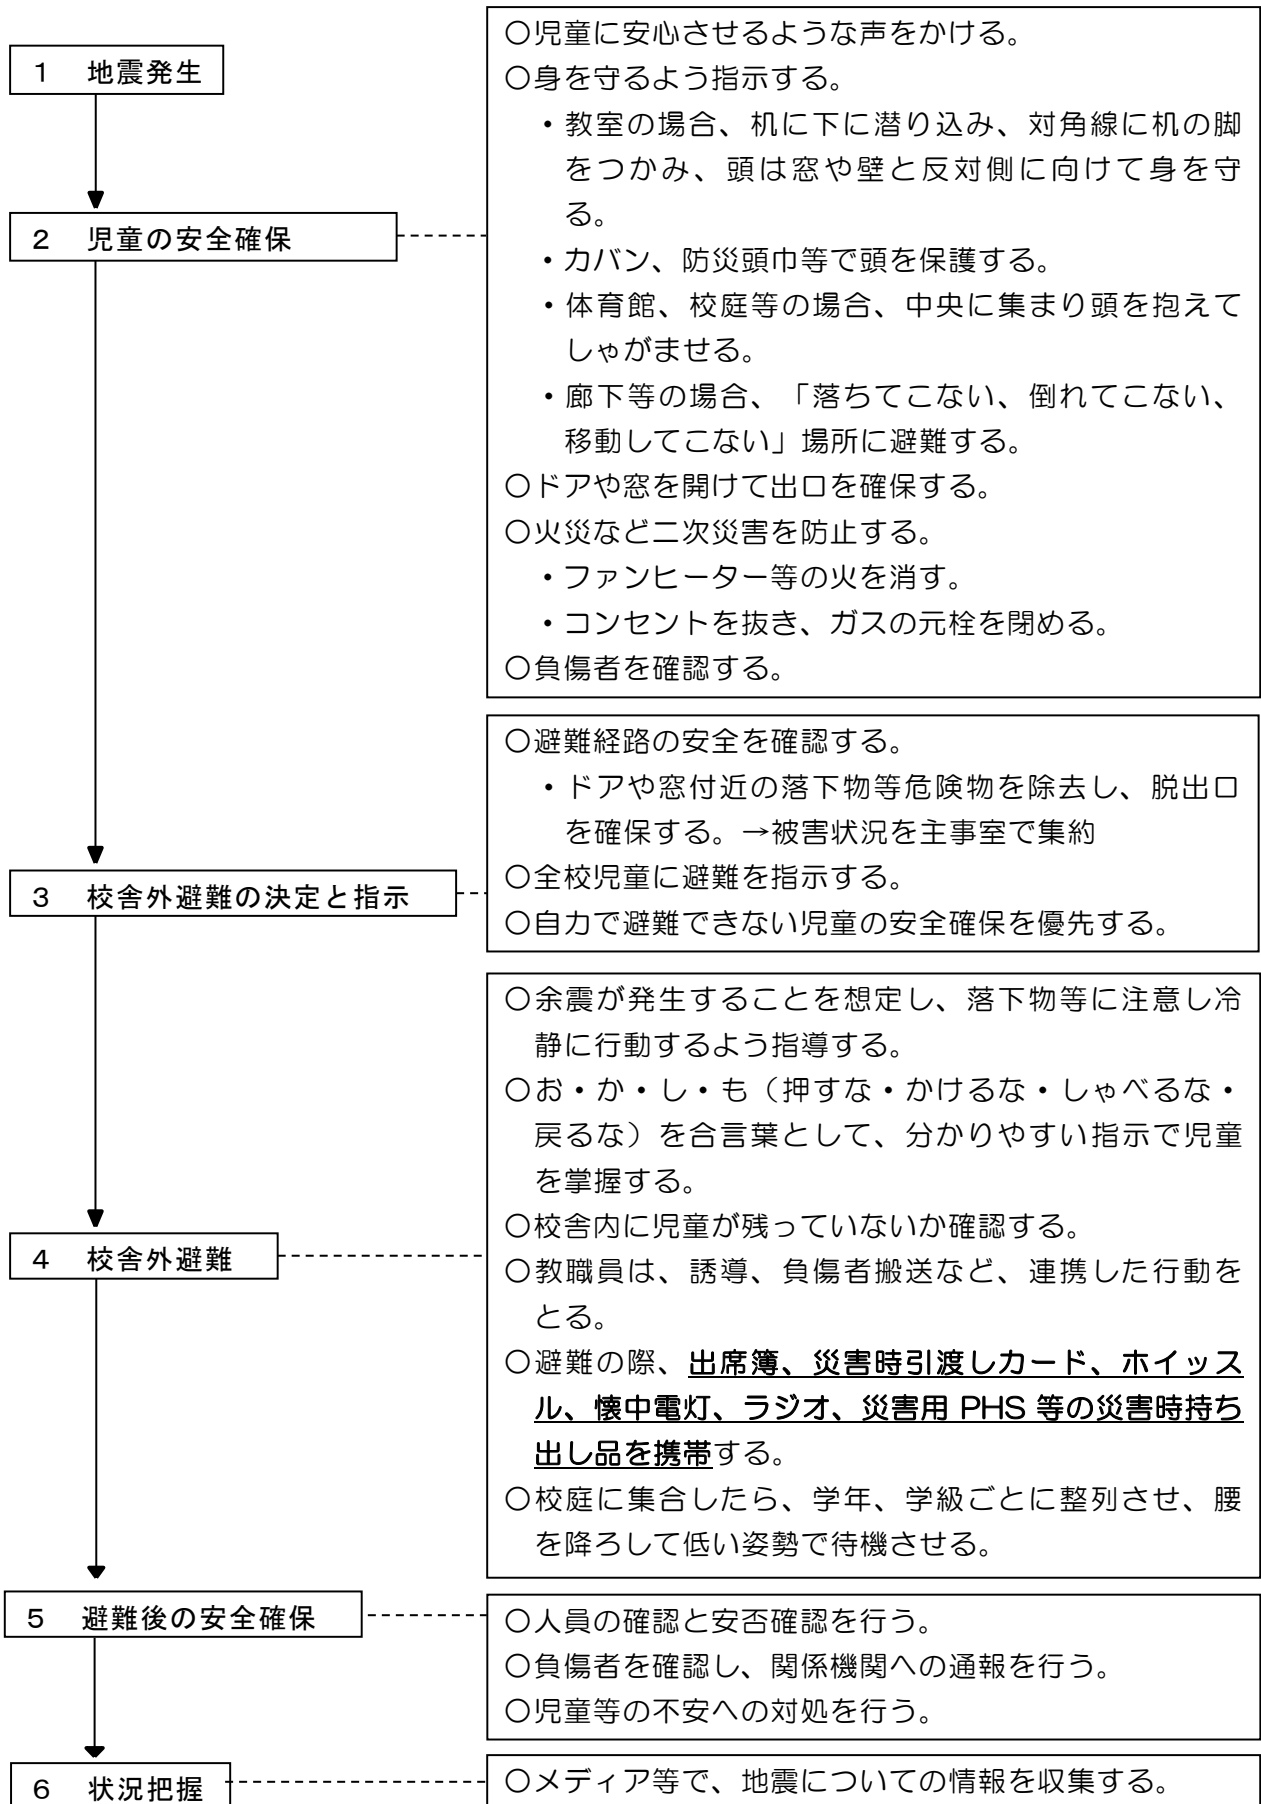 1　地震発生
○児童に安心させるような声をかける。
○身を守るよう指示する。
・教室の場合、机に下に潜り込み、対角線に机の脚
をつかみ、頭は窓や壁と反対側に向けて身を守
る。
2　児童の安全確保
・カバン、防災頭巾等で頭を保護する。
・体育館、校庭等の場合、中央に集まり頭を抱えて
しゃがませる。
・廊下等の場合、「落ちてこない、倒れてこない、
移動してこない」場所に避難する。
○ドアや窓を開けて出口を確保する。
○火災など二次災害を防止する。
・ファンヒーター等の火を消す。
・コンセントを抜き、ガスの元栓を閉める。
○負傷者を確認する。
3　校舎外避難の決定と指示
○避難経路の安全を確認する。
・ドアや窓付近の落下物等危険物を除去し、脱出口
を確保する。→被害状況を主事室で集約
○全校児童に避難を指示する。
○自力で避難できない児童の安全確保を優先する。
4　校舎外避難
○余震が発生することを想定し、落下物等に注意し冷
静に行動するよう指導する。
○お・か・し・も（押すな・かけるな・しゃべるな・
戻るな）を合言葉として、分かりやすい指示で児童
を掌握する。
○校舎内に児童が残っていないか確認する。
○教職員は、誘導、負傷者搬送など、連携した行動を
とる。
○避難の際、出席簿、災害時引渡しカード、ホイッス
ル、懐中電灯、ラジオ、災害用 PHS 等の災害時持ち
出し品を携帯する。
○校庭に集合したら、学年、学級ごとに整列させ、腰
を降ろして低い姿勢で待機させる。
5　避難後の安全確保
○人員の確認と安否確認を行う。
○負傷者を確認し、関係機関への通報を行う。
○児童等の不安への対処を行う。
6　状況把握
○メディア等で、地震についての情報を収集する。